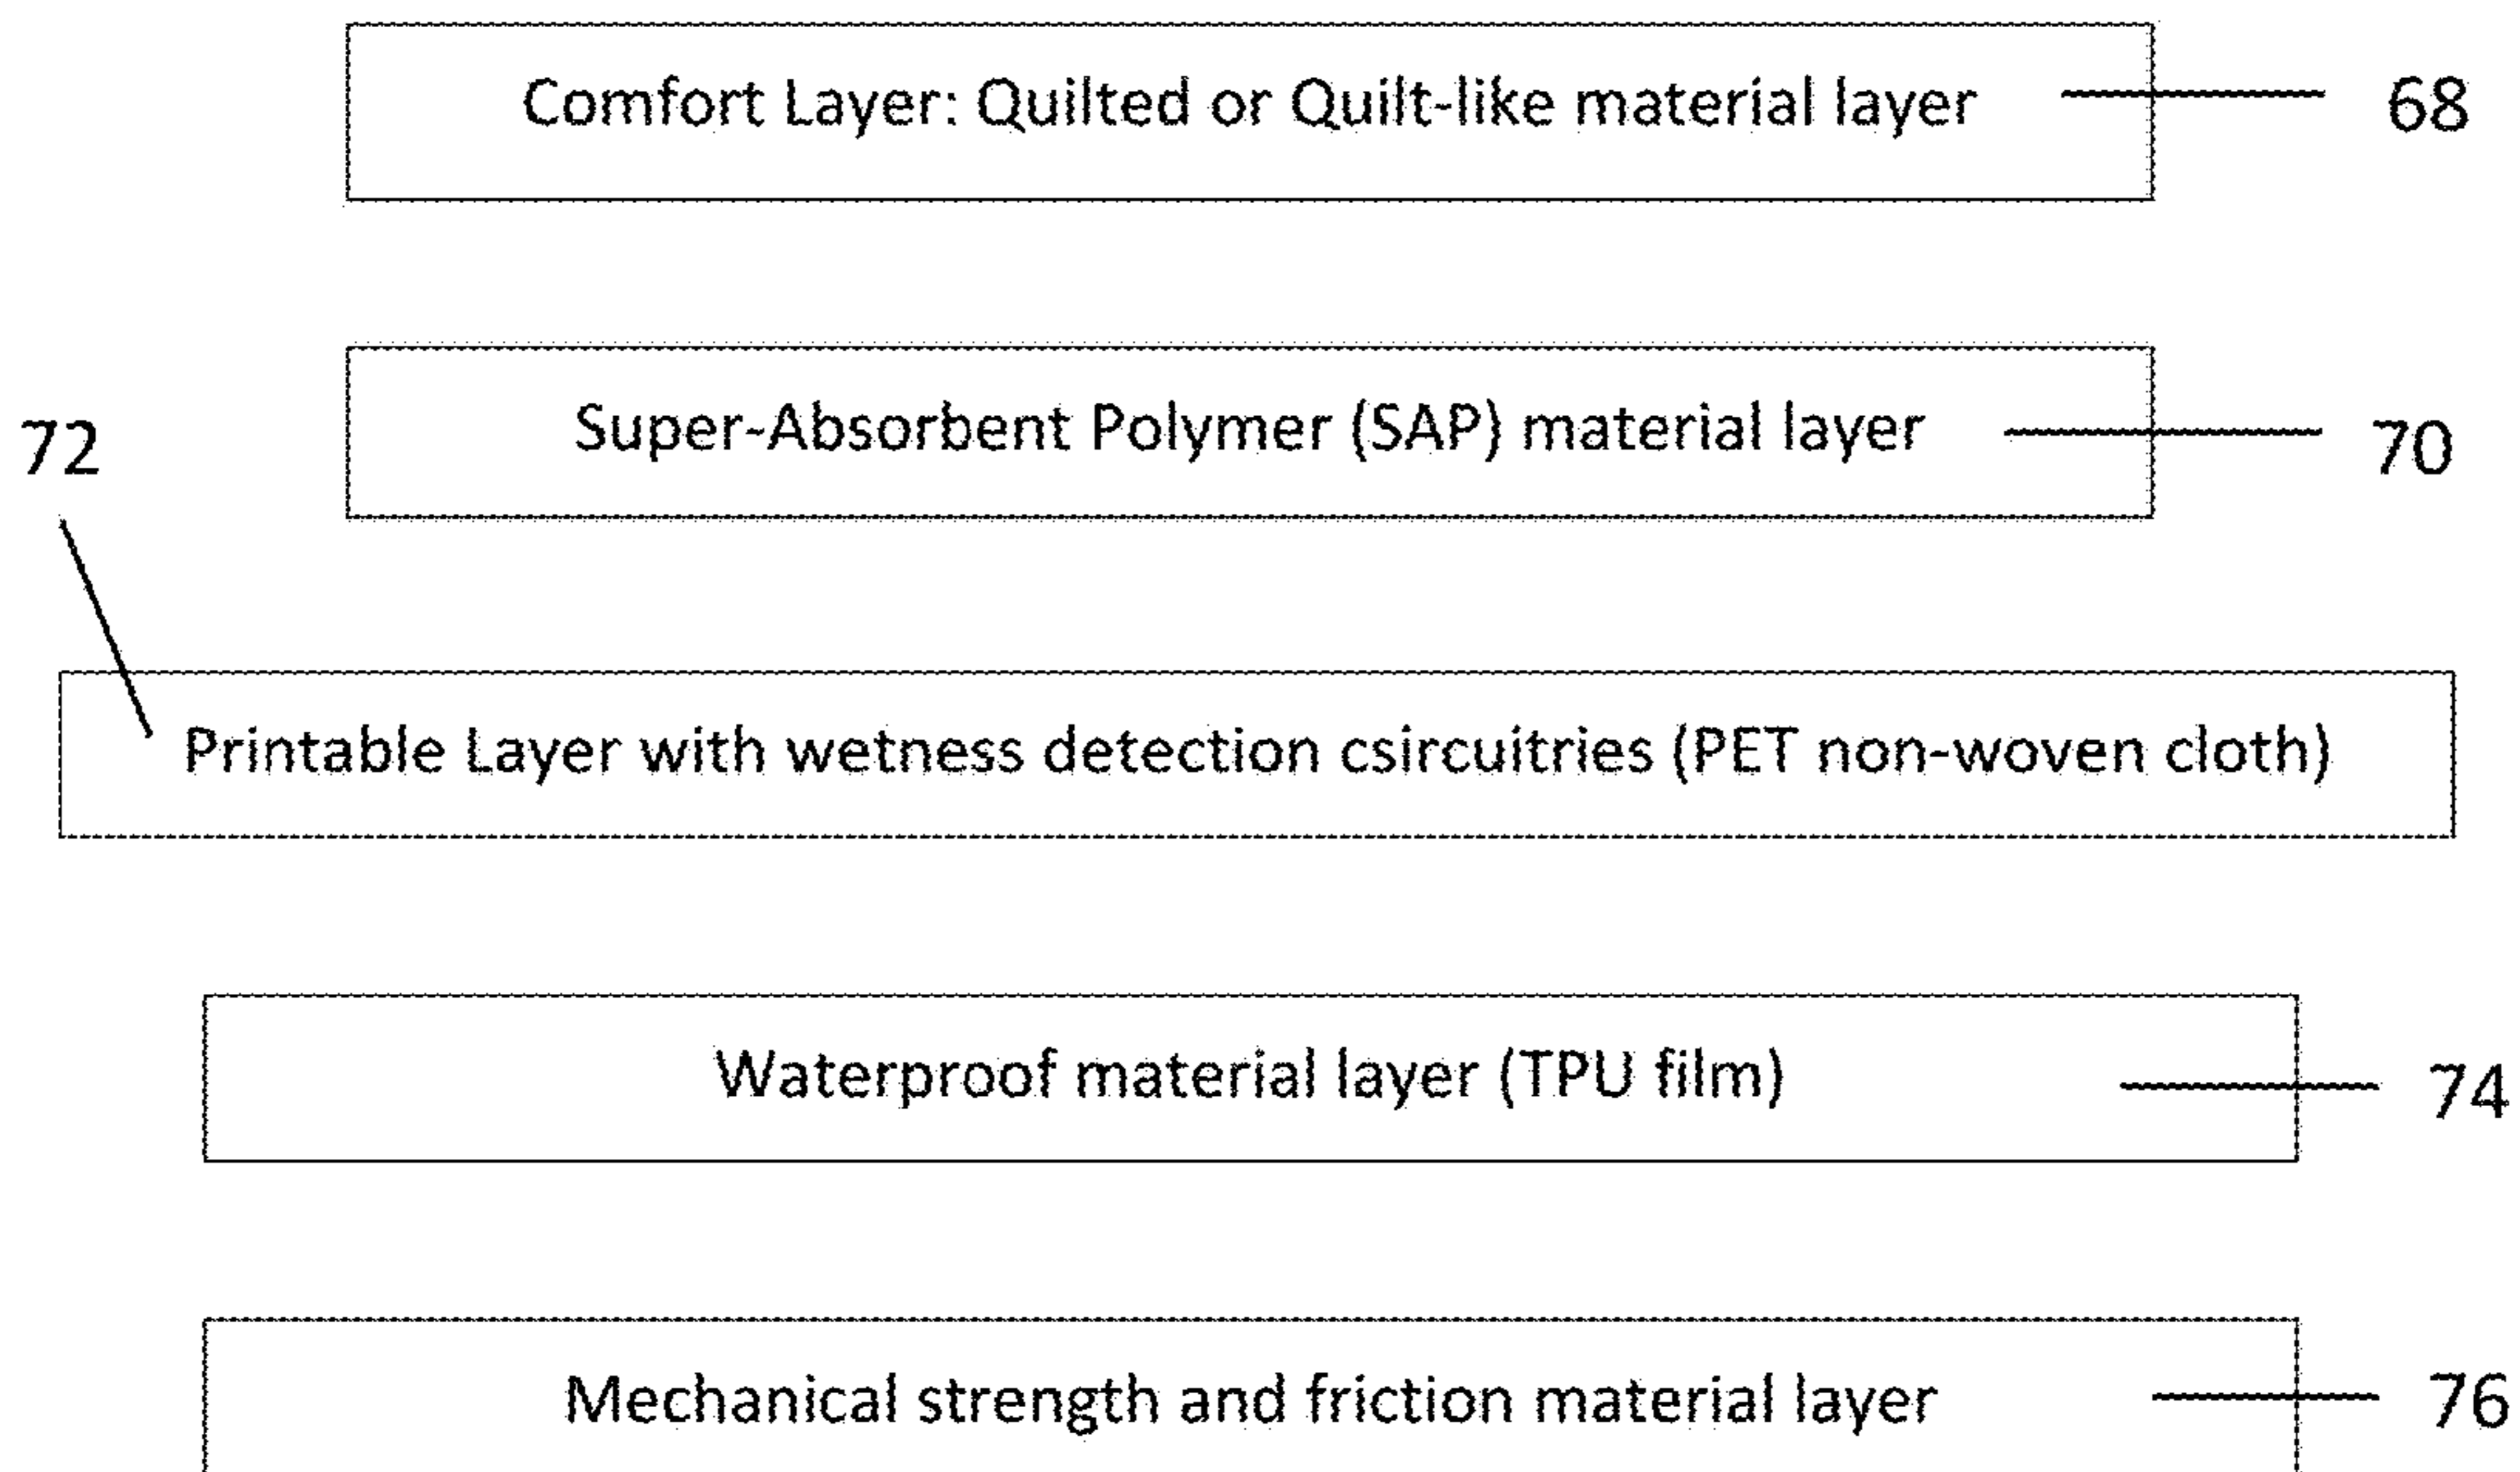 Comfort Layer: Quilted or Quilt-like material layer 68
Super-Absorbent Polymer (SAP) material layer 70
72
Printable Layer with wetness detection csircuitries (PET non-woven cloth)
Waterproof material layer (TPU film) 74
Mechanical strength and friction material layer 76